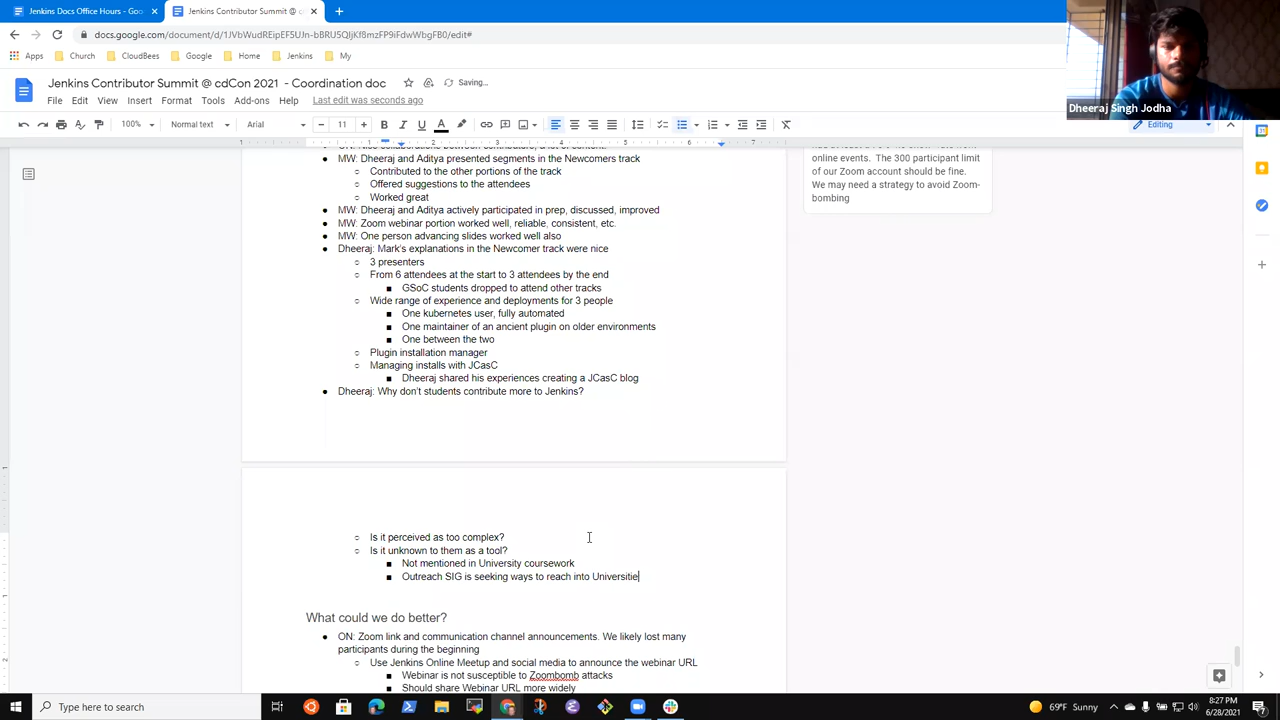 Jenkins Docs Office Hours - Goo
Jenkins Contributor Summit @ cd
docs.google.com/document/d/1JVbWudREipEF5UJn-bBRU5QIjKf8mzFP9iFdwWbgFB0/edit#
Apps Church CloudBees Google Home Jenkins My
Dheeraj Singh Jodha
Jenkins Contributor Summit @ cdCon 2021 - Coordination doc
Saving...
File Edit View Insert Format Tools Add-ons Help Last edit was seconds ago
100% Normal text Arial 11 Editing
online events. The 300 participant limit
of our Zoom account should be fine.
We may need a strategy to avoid Zoom-
bombing
MW: Dheeraj and Aditya presented segments in the Newcomers track
Contributed to the other portions of the track
Offered suggestions to the attendees
Worked great
MW: Dheeraj and Aditya actively participated in prep, discussed, improved
MW: Zoom webinar portion worked well, reliable, consistent, etc.
MW: One person advancing slides worked well also
Dheeraj: Mark's explanations in the Newcomer track were nice
3 presenters
From 6 attendees at the start to 3 attendees by the end
GSoC students dropped to attend other tracks
Wide range of experience and deployments for 3 people
One kubernetes user, fully automated
One maintainer of an ancient plugin on older environments
One between the two
Plugin installation manager
Managing installs with JCasC
Dheeraj shared his experiences creating a JCasC blog
Dheeraj: Why don't students contribute more to Jenkins?
Is it perceived as too complex?
Is it unknown to them as a tool?
Not mentioned in University coursework
Outreach SIG is seeking ways to reach into Universitie
What could we do better?
ON: Zoom link and communication channel announcements. We likely lost many
participants during the beginning
Use Jenkins Online Meetup and social media to announce the webinar URL
Webinar is not susceptible to Zoombomb attacks
Should share Webinar URL more widely
Type here to search
69°F Sunny
8:27 PM
6/28/2021